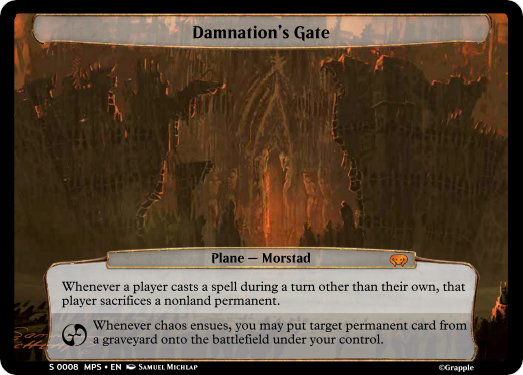 Damnation's Gate
Plane — Morstad
Whenever a player casts a spell during a turn other than their own, that
player sacrifices a nonland permanent.
Whenever chaos ensues, you may put target permanent card from
a graveyard onto the battlefield under your control.
S 0008 MPS • EN Samuel Michlap
©Grapple